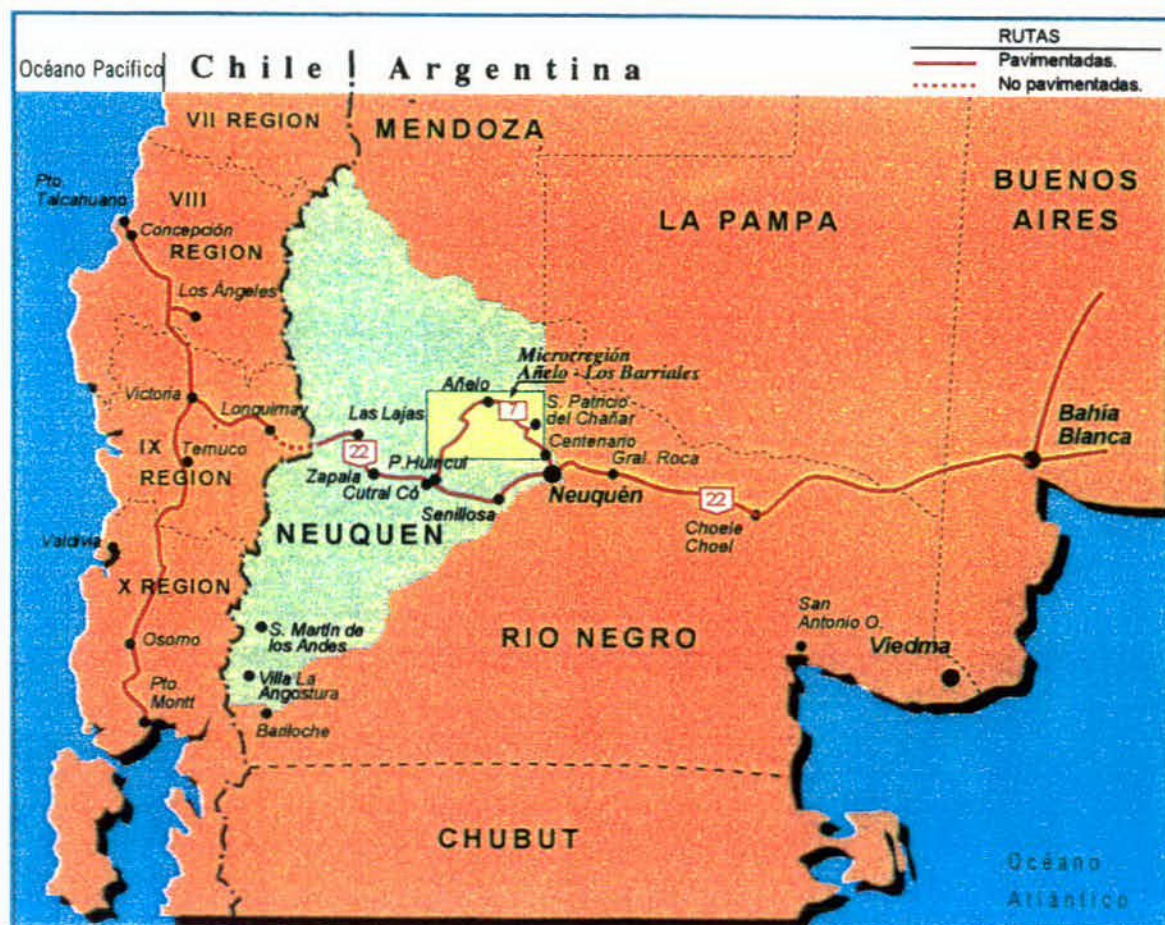 RUTAS
Pavimentadas.
No pavimentadas.
Océano Pacífico
Chile
Argentina
VII REGION
MENDOZA
Pto.
Talcahuano
VIII
REGION
Concepción
LA PAMPA
BUENOS
AIRES
Los Ángeles
Microrregión
Añelo - Los Barriales
Añelo
7
S. Patricio
del Chañar
Victoria
Lonquimay
Las Lajas
Centenario
Bahía
Blanca
IX
REGION
Temuco
22
Zapala
P.Huincul
Cutral Có
Gral. Roca
Neuquén
22
Senillosa
Choele
Choel
NEUQUEN
Valdivia
X REGION
S. Martín de
los Andes
RIO NEGRO
San
Antonio O.
Viedma
Osorno
Villa La
Angostura
Pto.
Montt
Bariloche
CHUBUT
Océano
Atlántico